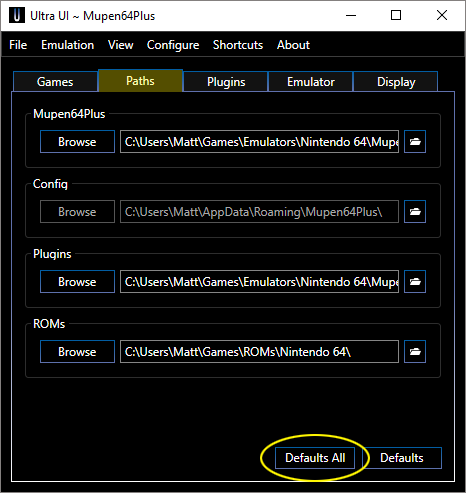 Ultra UI ~ Mupen64Plus
File Emulation View Configure Shortcuts About
Games Paths Plugins Emulator Display
Mupen64Plus
Browse C:\Users\Matt\Games\Emulators\Nintendo 64\Mupe
Config
Browse C:\Users\Matt\AppData\Roaming\Mupen64Plus\
Plugins
Browse C:\Users\Matt\Games\Emulators\Nintendo 64\Mupe
ROMs
Browse C:\Users\Matt\Games\ROMs\Nintendo 64\
Defaults All Defaults